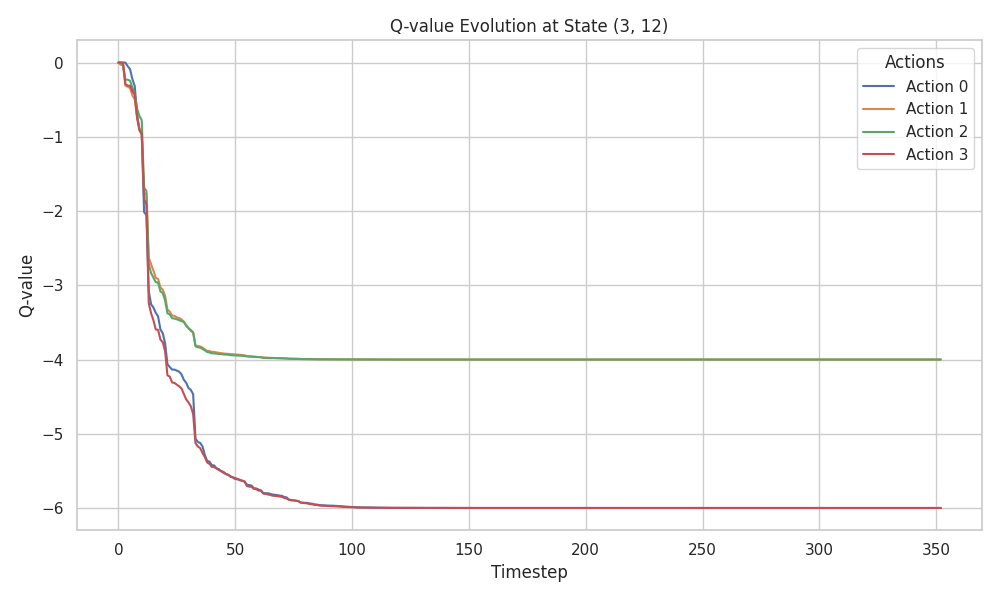 Q-value Evolution at State (3, 12)
Actions
Action 0
Action 1
Action 2
Action 3
Q-value
0
−1
−2
−3
−4
−5
−6
0 50 100 150 200 250 300 350
Timestep